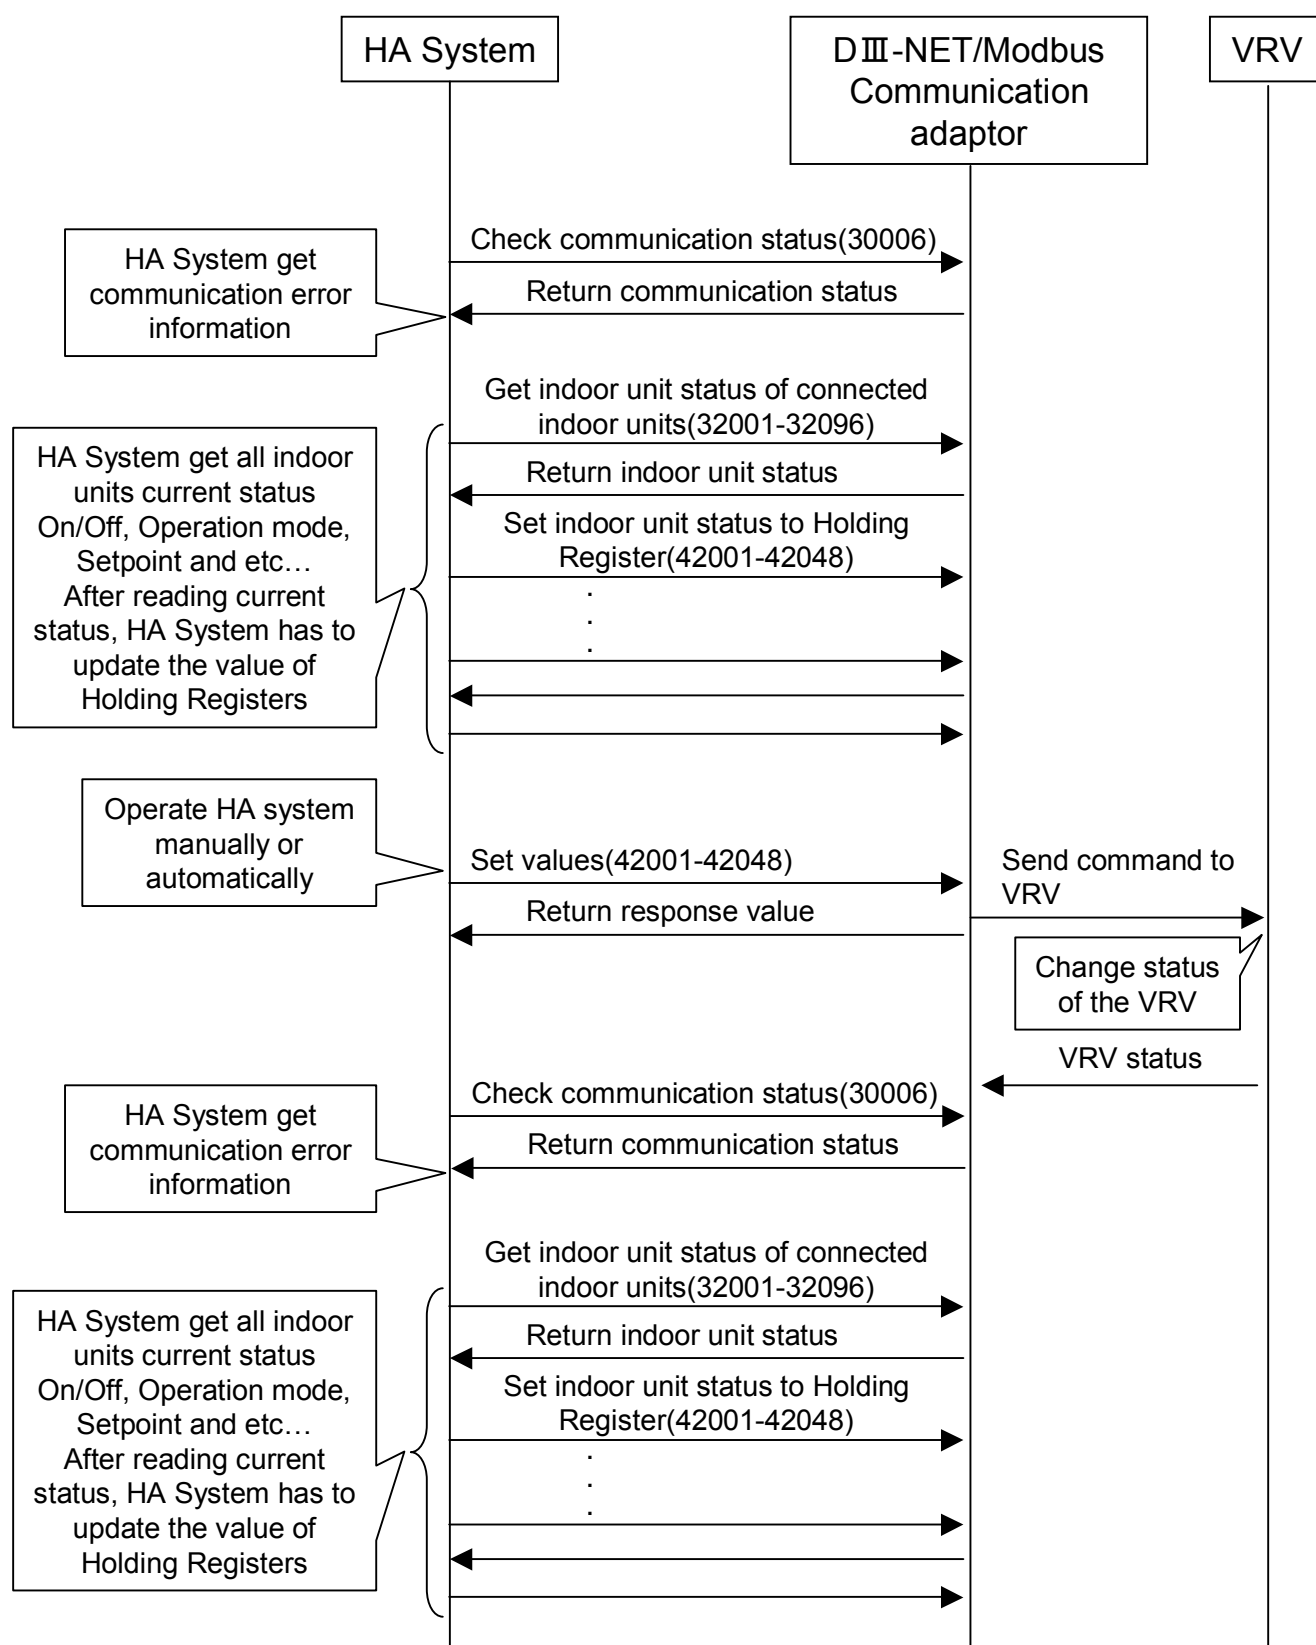 HA System
DⅢ-NET/Modbus
Communication
adaptor
VRV
HA System get
communication error
information
Check communication status(30006)
Return communication status
Get indoor unit status of connected
indoor units(32001-32096)
HA System get all indoor
units current status
On/Off, Operation mode,
Setpoint and etc…
After reading current
status, HA System has to
update the value of
Holding Registers
Return indoor unit status
Set indoor unit status to Holding
Register(42001-42048)
.
.
.
Operate HA system
manually or
automatically
Set values(42001-42048)
Return response value
Send command to
VRV
Change status
of the VRV
VRV status
HA System get
communication error
information
Check communication status(30006)
Return communication status
Get indoor unit status of connected
indoor units(32001-32096)
HA System get all indoor
units current status
On/Off, Operation mode,
Setpoint and etc…
After reading current
status, HA System has to
update the value of
Holding Registers
Return indoor unit status
Set indoor unit status to Holding
Register(42001-42048)
.
.
.